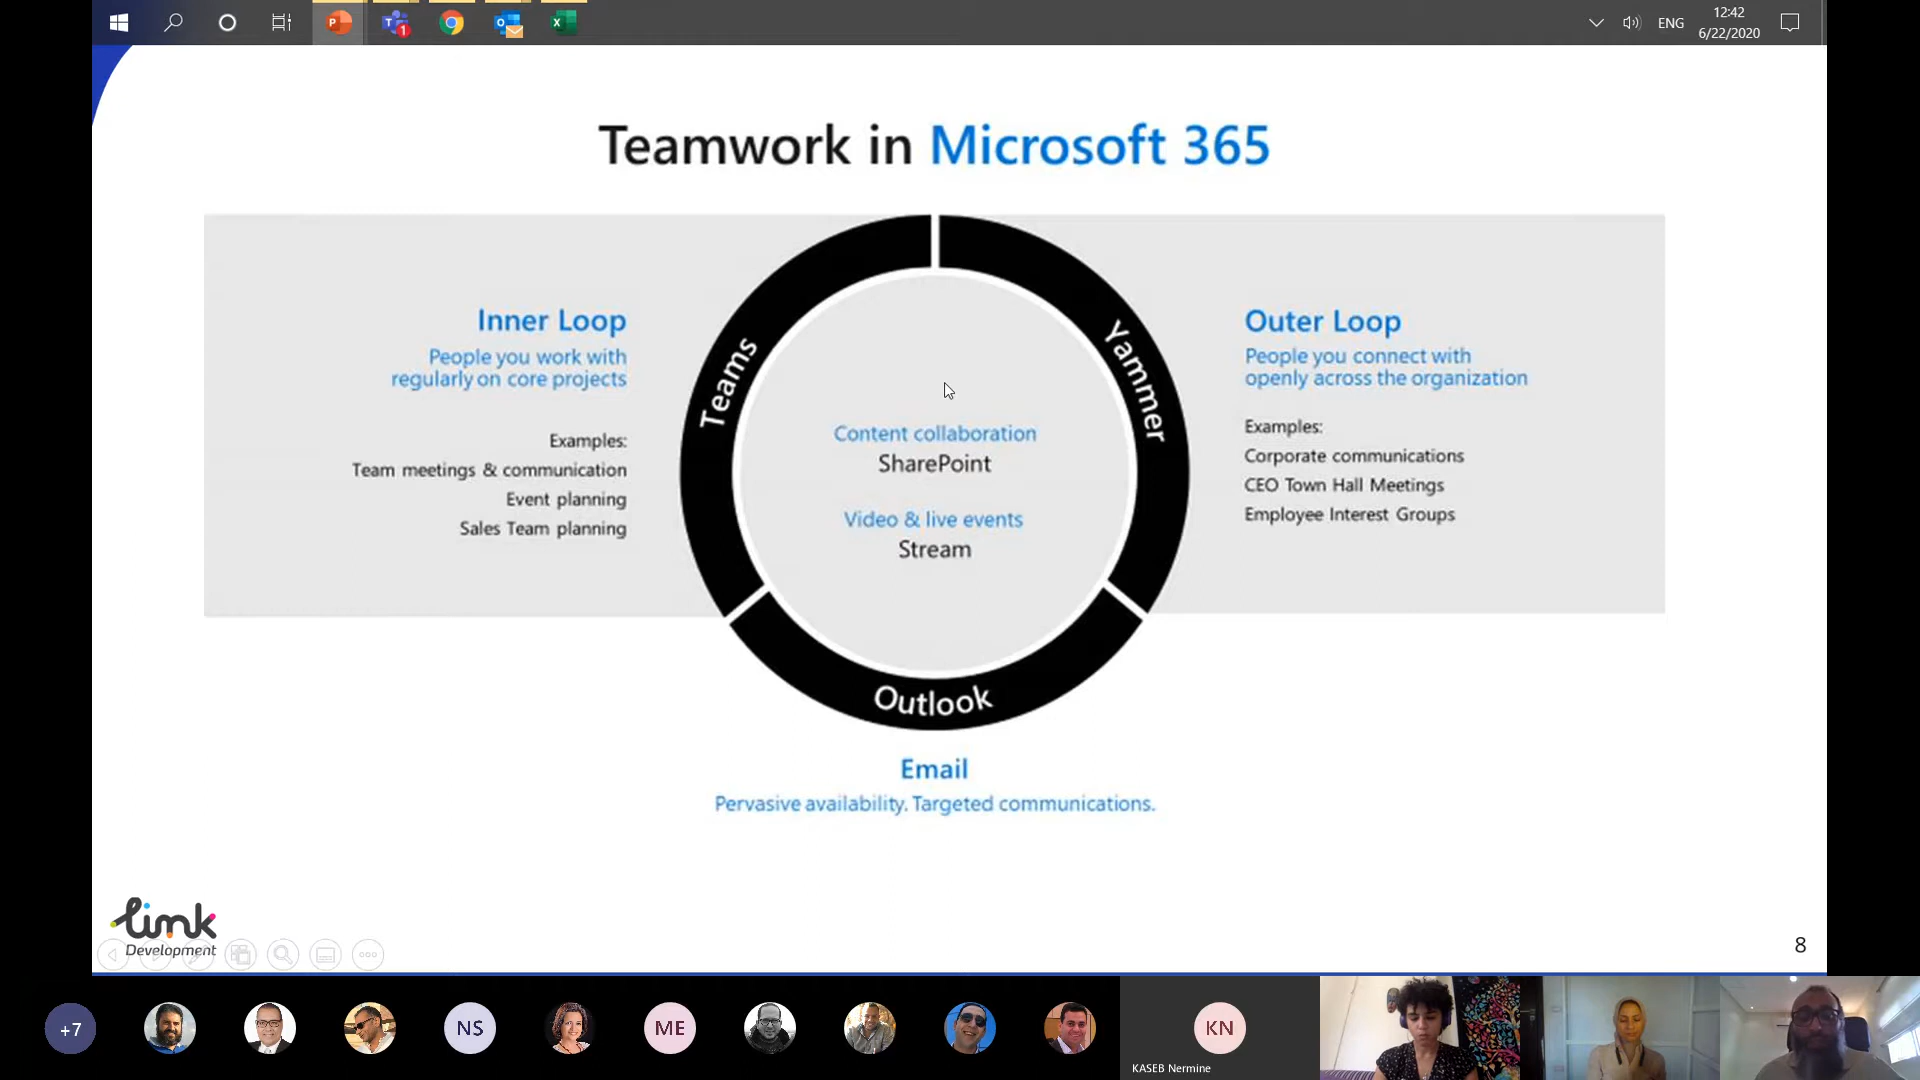 ENG
12:42
6/22/2020
1
Teamwork in Microsoft 365
Inner Loop
People you work with
regularly on core projects
Examples:
Team meetings & communication
Event planning
Sales Team planning
Teams
Yammer
Outlook
Content collaboration
SharePoint
Video & live events
Stream
Outer Loop
People you connect with
openly across the organization
Examples:
Corporate communications
CEO Town Hall Meetings
Employee Interest Groups
Email
Pervasive availability. Targeted communications.
link
Development
8
+7
NS
ME
KN
KASEB Nermine